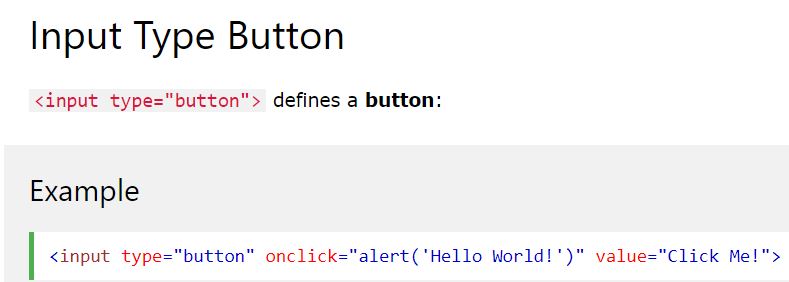 Input Type Button
<input type="button"> defines a button:
Example
<input type="button" onclick="alert('Hello World!')" value="Click Me!">